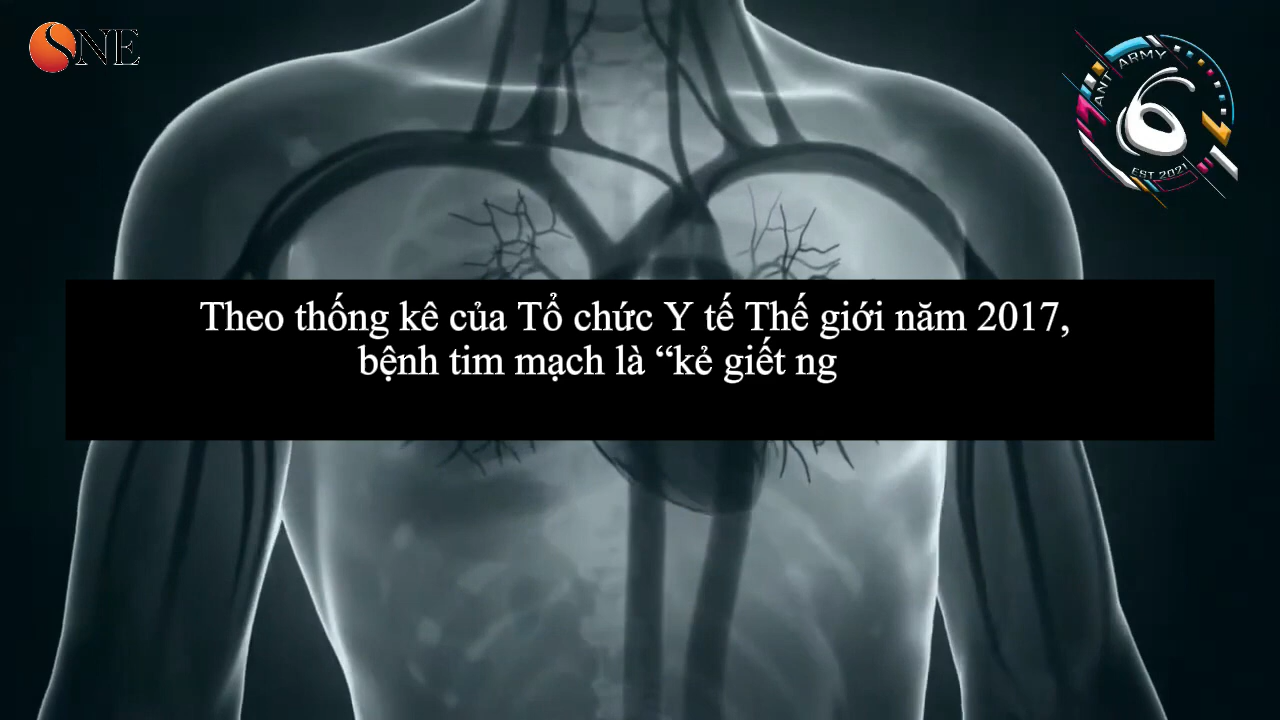 SNE
ANT ARMY
6
EST 2021
Theo thống kê của Tổ chức Y tế Thế giới năm 2017,
bệnh tim mạch là “kẻ giết ng